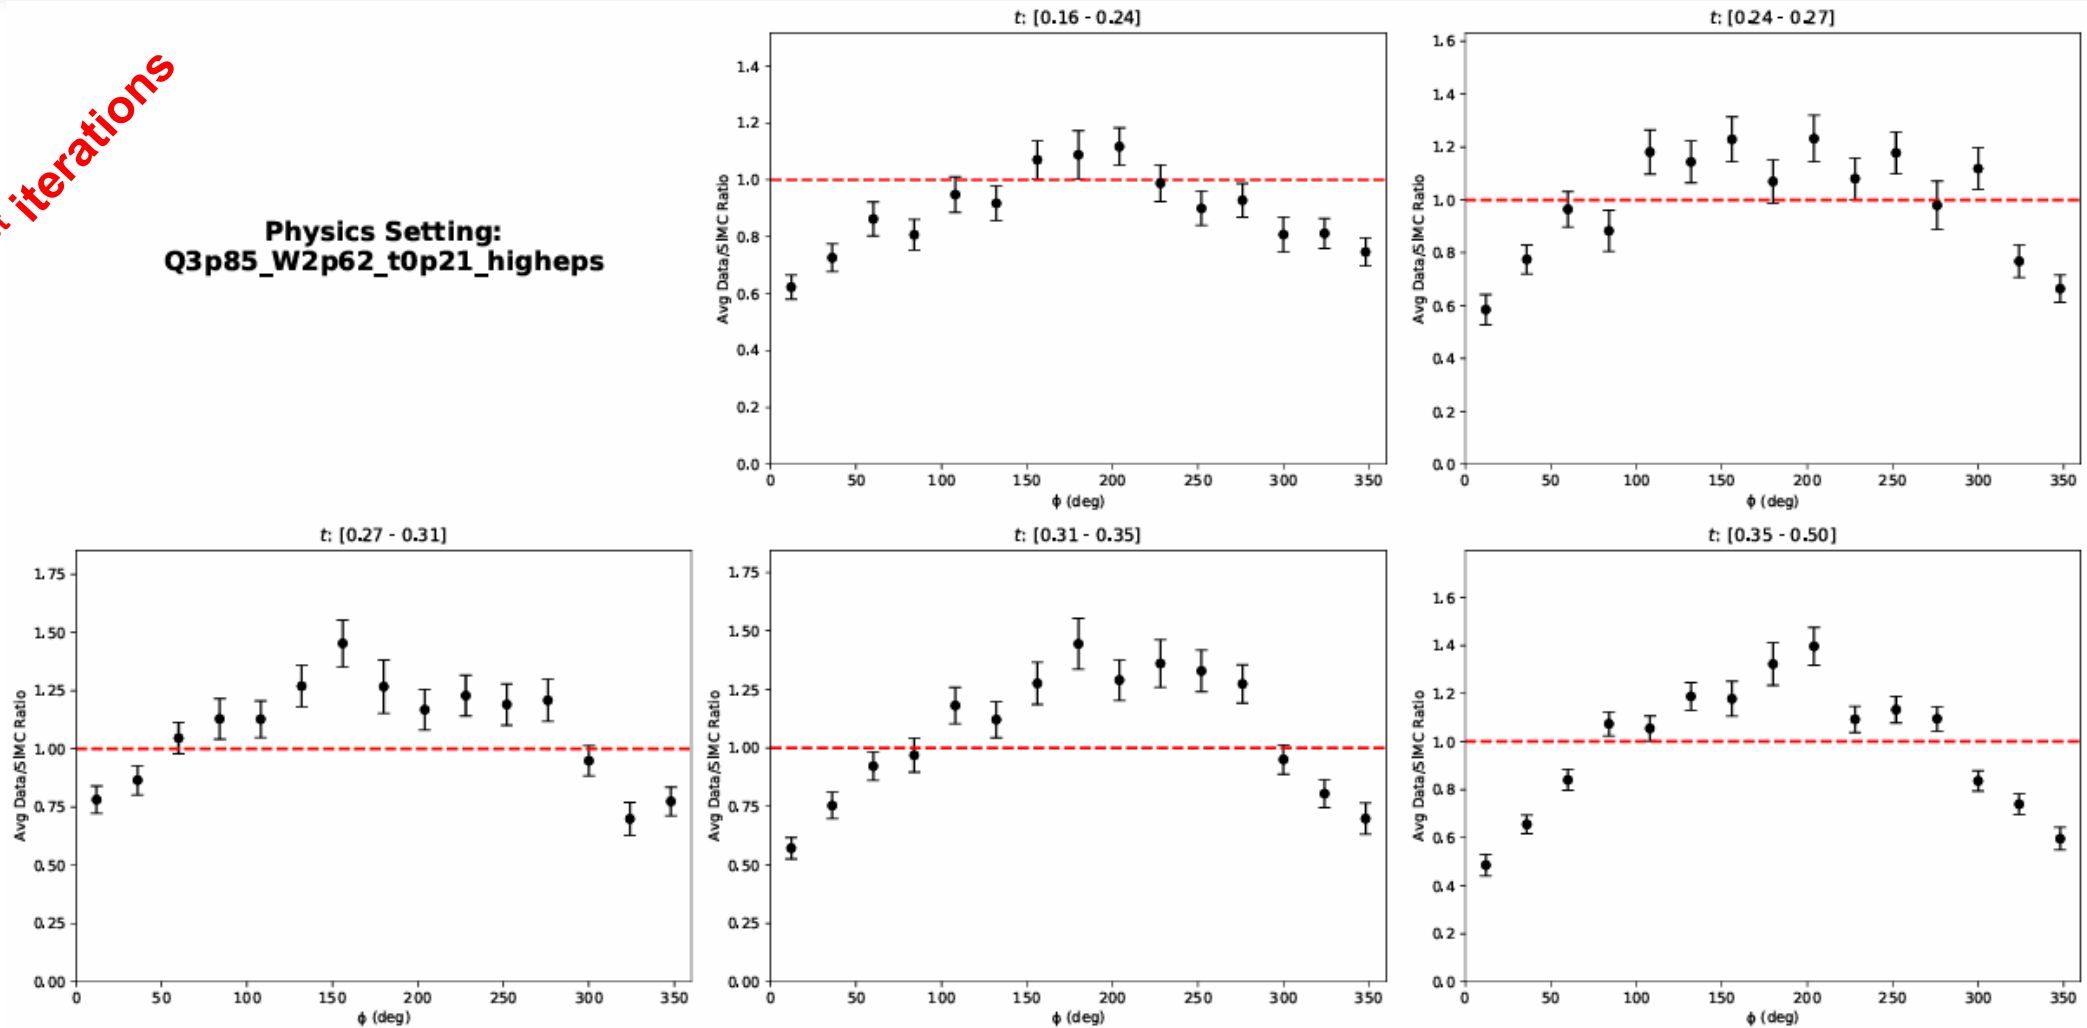 iterations
Physics Setting:
Q3p85_W2p62_t0p21_higheps
t: [0.16 - 0.24]
Avg Data/SIMC Ratio
1.4
1.2
1.0
0.8
0.6
0.4
0.2
0.0
0 50 100 150 200 250 300 350
ϕ (deg)
t: [0.24 - 0.27]
Avg Data/SIMC Ratio
1.6
1.4
1.2
1.0
0.8
0.6
0.4
0.2
0.0
0 50 100 150 200 250 300 350
ϕ (deg)
t: [0.27 - 0.31]
Avg Data/SIMC Ratio
1.75
1.50
1.25
1.00
0.75
0.50
0.25
0.00
0 50 100 150 200 250 300 350
ϕ (deg)
t: [0.31 - 0.35]
Avg Data/SIMC Ratio
1.75
1.50
1.25
1.00
0.75
0.50
0.25
0.00
0 50 100 150 200 250 300 350
ϕ (deg)
t: [0.35 - 0.50]
Avg Data/SIMC Ratio
1.6
1.4
1.2
1.0
0.8
0.6
0.4
0.2
0.0
0 50 100 150 200 250 300 350
ϕ (deg)